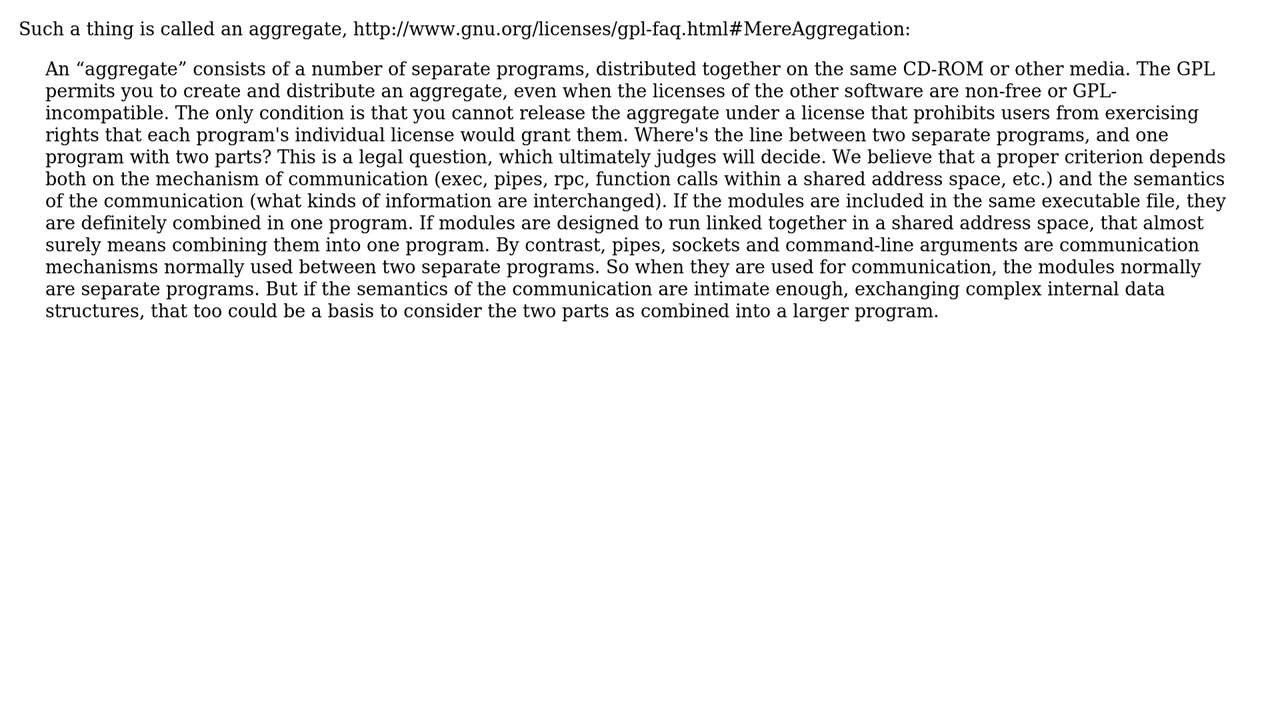 Such a thing is called an aggregate, http://www.gnu.org/licenses/gpl-faq.html#MereAggregation:
An “aggregate” consists of a number of separate programs, distributed together on the same CD-ROM or other media. The GPL
permits you to create and distribute an aggregate, even when the licenses of the other software are non-free or GPL-
incompatible. The only condition is that you cannot release the aggregate under a license that prohibits users from exercising
rights that each program's individual license would grant them. Where's the line between two separate programs, and one
program with two parts? This is a legal question, which ultimately judges will decide. We believe that a proper criterion depends
both on the mechanism of communication (exec, pipes, rpc, function calls within a shared address space, etc.) and the semantics
of the communication (what kinds of information are interchanged). If the modules are included in the same executable file, they
are definitely combined in one program. If modules are designed to run linked together in a shared address space, that almost
surely means combining them into one program. By contrast, pipes, sockets and command-line arguments are communication
mechanisms normally used between two separate programs. So when they are used for communication, the modules normally
are separate programs. But if the semantics of the communication are intimate enough, exchanging complex internal data
structures, that too could be a basis to consider the two parts as combined into a larger program.